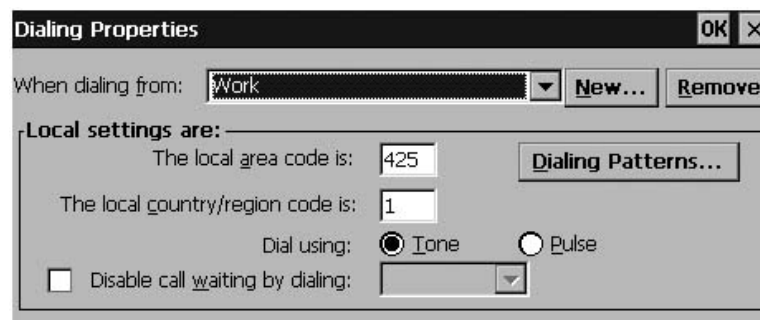 Dialing Properties OK ×
When dialing from: Work New... Remove
Local settings are:
The local area code is: 425 Dialing Patterns...
The local country/region code is: 1
Dial using: Tone Pulse
Disable call waiting by dialing: